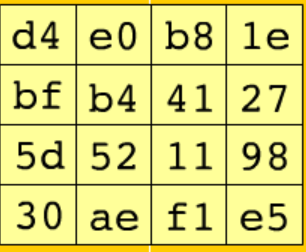 d4 e0 b8 1e
bf b4 41 27
5d 52 11 98
30 ae f1 e5